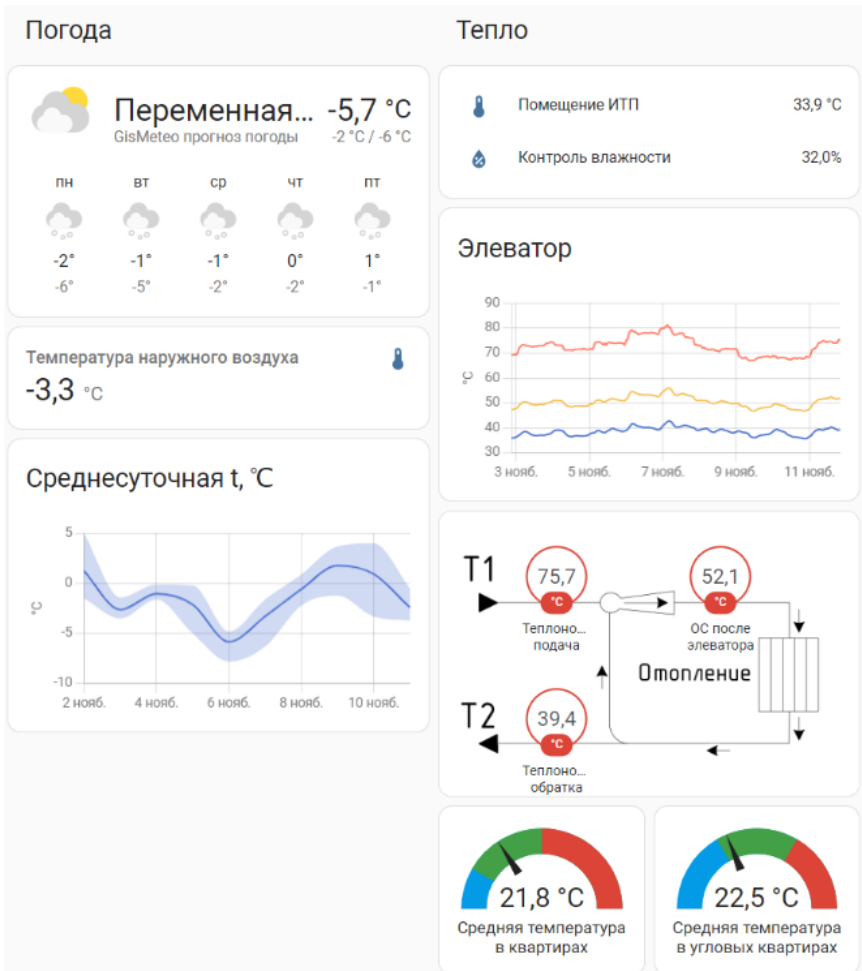 Погода
Переменная... -5,7 °C
GisMeteo прогноз погоды -2 °C / -6 °C
пн вт ср чт пт
-2° -1° -1° 0° 1°
-6° -5° -2° -2° -1°
Температура наружного воздуха
-3,3 °C
Среднесуточная t, ℃
5
0
-5
-10
°C
2 нояб. 4 нояб. 6 нояб. 8 нояб. 10 нояб.
Тепло
Помещение ИТП 33,9 °C
Контроль влажности 32,0%
Элеватор
90
80
70
60
50
40
30
°C
3 нояб. 5 нояб. 7 нояб. 9 нояб. 11 нояб.
T1 75,7 52,1
°C °C
Теплоно... ОС после
подача элеватора
Отопление
T2 39,4
°C
Теплоно...
обратка
21,8 °C
Средняя температура
в квартирах
22,5 °C
Средняя температура
в угловых квартирах